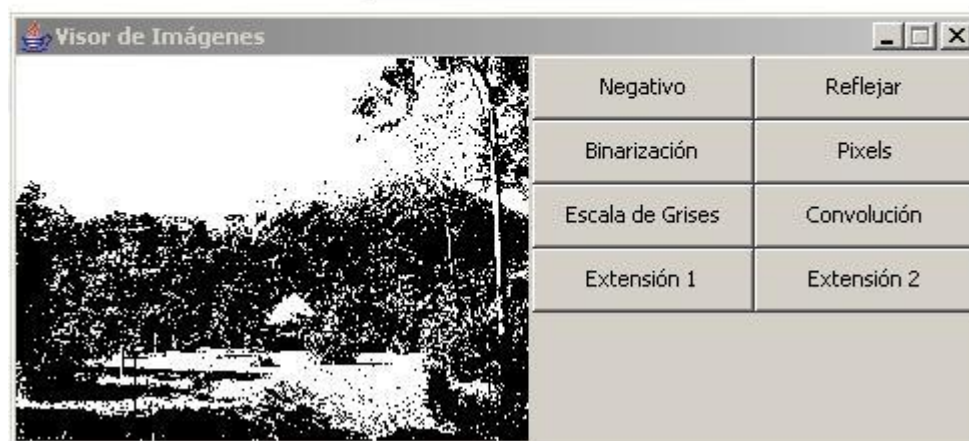 Visor de Imágenes
Negativo
Reflejar
Binarización
Pixels
Escala de Grises
Convolución
Extensión 1
Extensión 2